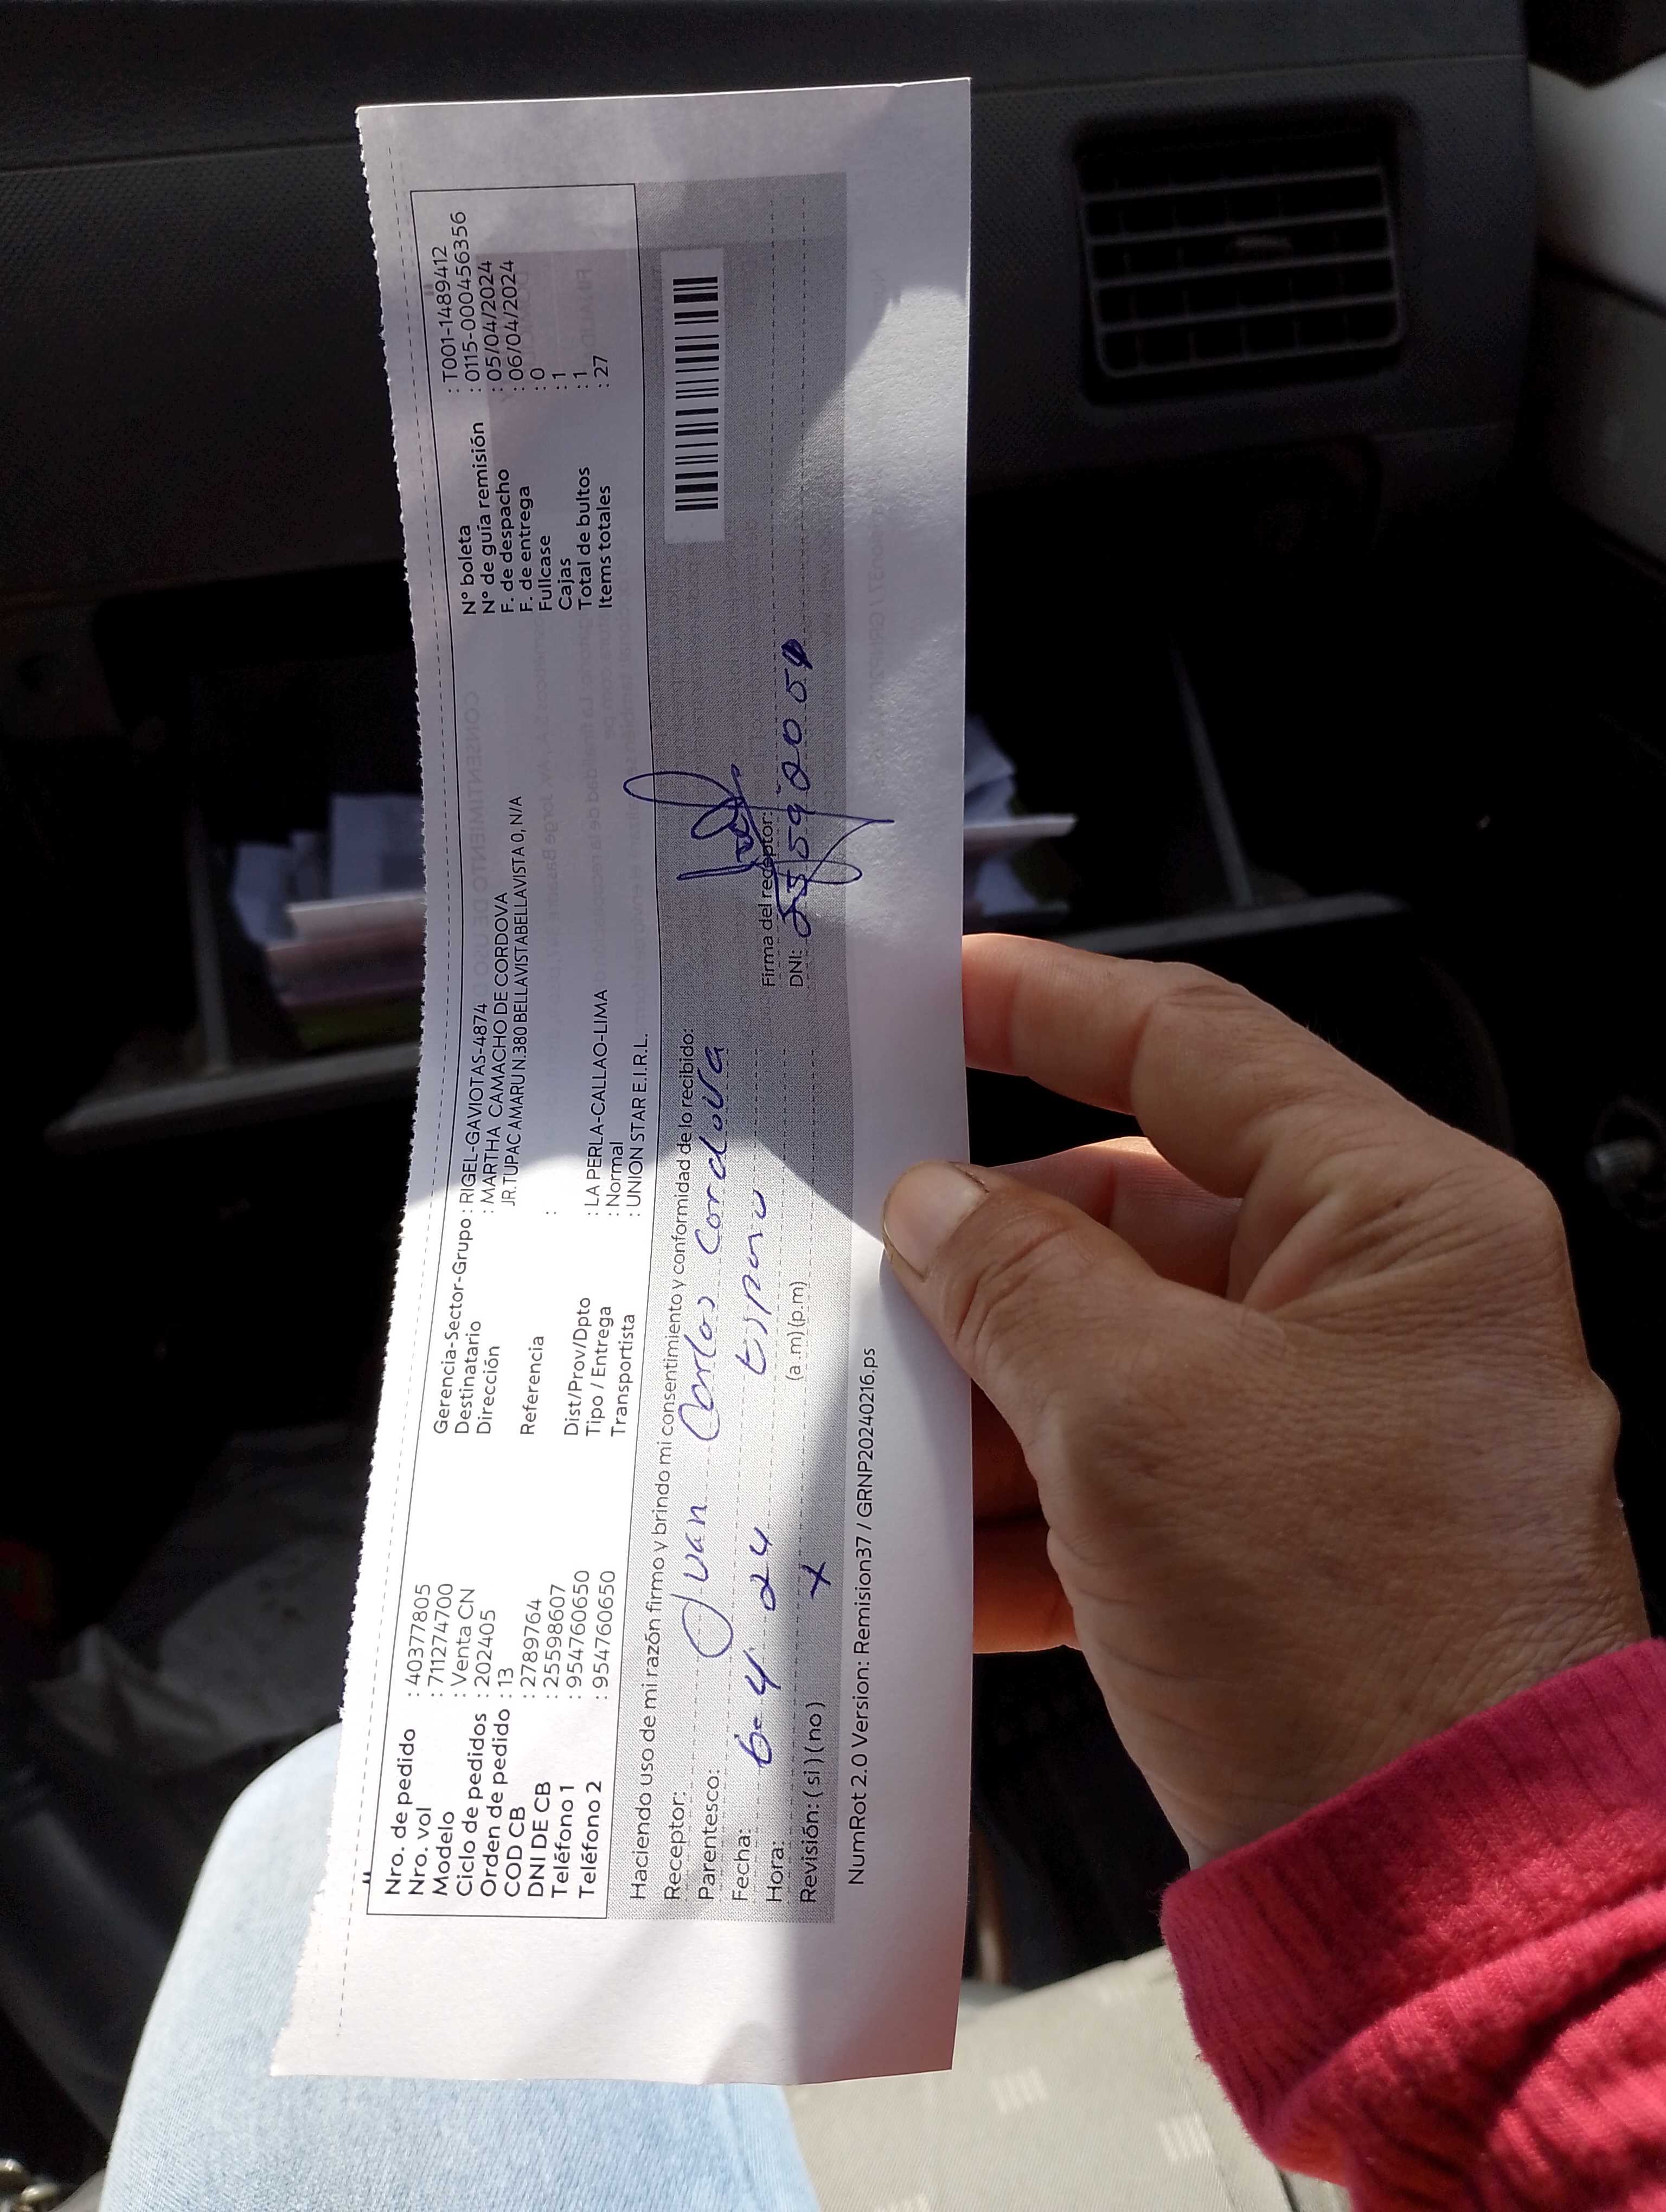 Nro. de pedido : 40377805
Nro. vol : 711274700
Modelo : Venta CN
Ciclo de pedidos : 202405
Orden de pedido : 13
COD CB : 2789764
DNI DE CB : 25598607
Teléfono 1 : 954760650
Teléfono 2 : 954760650
Gerencia-Sector-Grupo : RIGEL-GAVIOTAS-4874
Destinatario : MARTHA CAMACHO DE CORDOVA
Dirección JR.TUPAC AMARU N.380 BELLAVISTABELLAVISTA 0, N/A
Referencia :
Dist/Prov/Dpto : LA PERLA-CALLAO-LIMA
Tipo / Entrega : Normal
Transportista : UNION STAR E.I.R.L.
N° boleta : T001-1489412
N° de guía remisión : 0115-0004563356
F. de despacho : 05/04/2024
F. de entrega : 06/04/2024
Fullcase : 0
Cajas : 1
Total de bultos : 1
Items totales : 27
Haciendo uso de mi razón firmo y brindo mi consentimiento y conformidad de lo recibido:
Receptor: Juan Carlos Cordova
Parentesco:
Fecha: 6-4 24
Hora: (a.m) (p.m)
Revisión: ( si ) ( no ) x
Firma del receptor:
DNI:
NumRot 2.0 Version: Remision37 / GRNP20240216.ps